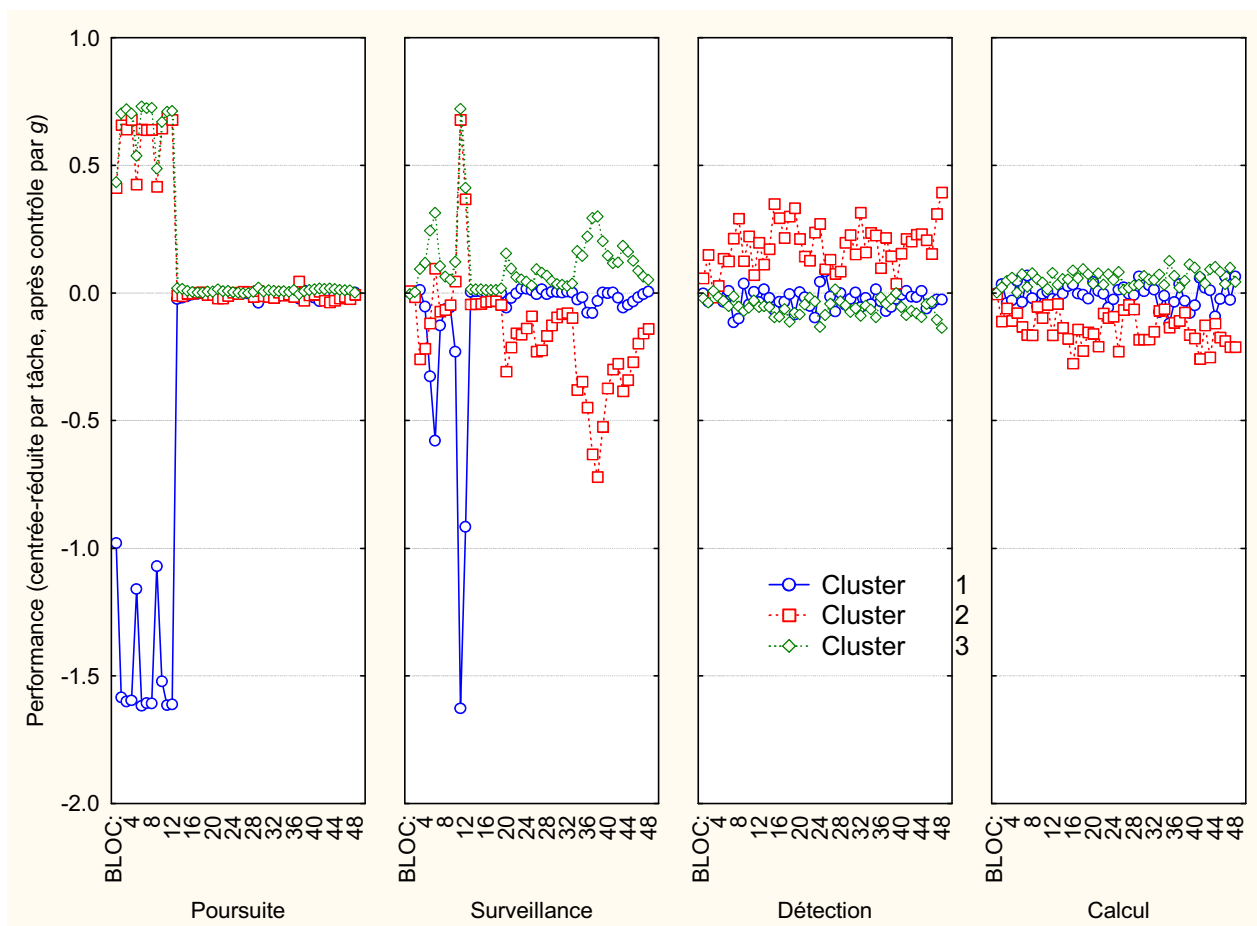 Performance (centrée-réduite par tâche, après contrôle par g)
1.0
0.5
0.0
-0.5
-1.0
-1.5
-2.0
Cluster 1
Cluster 2
Cluster 3
BLOC: 4 8 12 16 20 24 28 32 36 40 44 48
Poursuite
BLOC: 4 8 12 16 20 24 28 32 36 40 44 48
Surveillance
BLOC: 4 8 12 16 20 24 28 32 36 40 44 48
Détection
BLOC: 4 8 12 16 20 24 28 32 36 40 44 48
Calcul